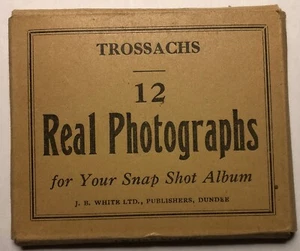 TROSSACHS
12
Real Photographs
for Your Snap Shot Album
J. B. WHITE LTD., PUBLISHERS, DUNDEE